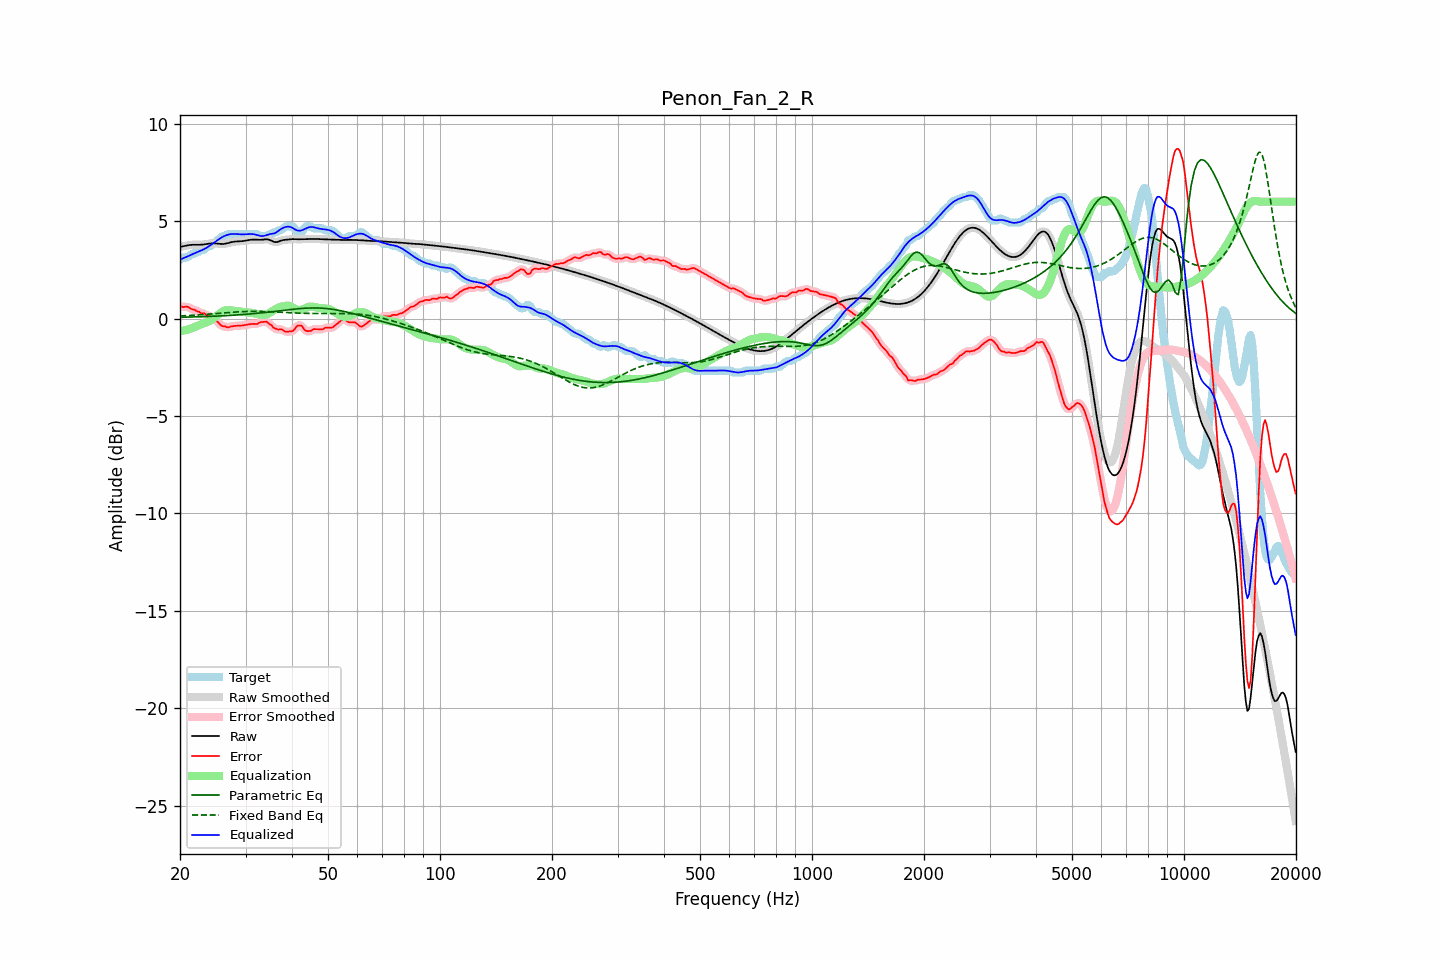 Penon_Fan_2_R
Amplitude (dBr)
10
5
0
−5
−10
−15
−20
−25
Target
Raw Smoothed
Error Smoothed
Raw
Error
Equalization
Parametric Eq
Fixed Band Eq
Equalized
20 50 100 200 500 1000 2000 5000 10000 20000
Frequency (Hz)